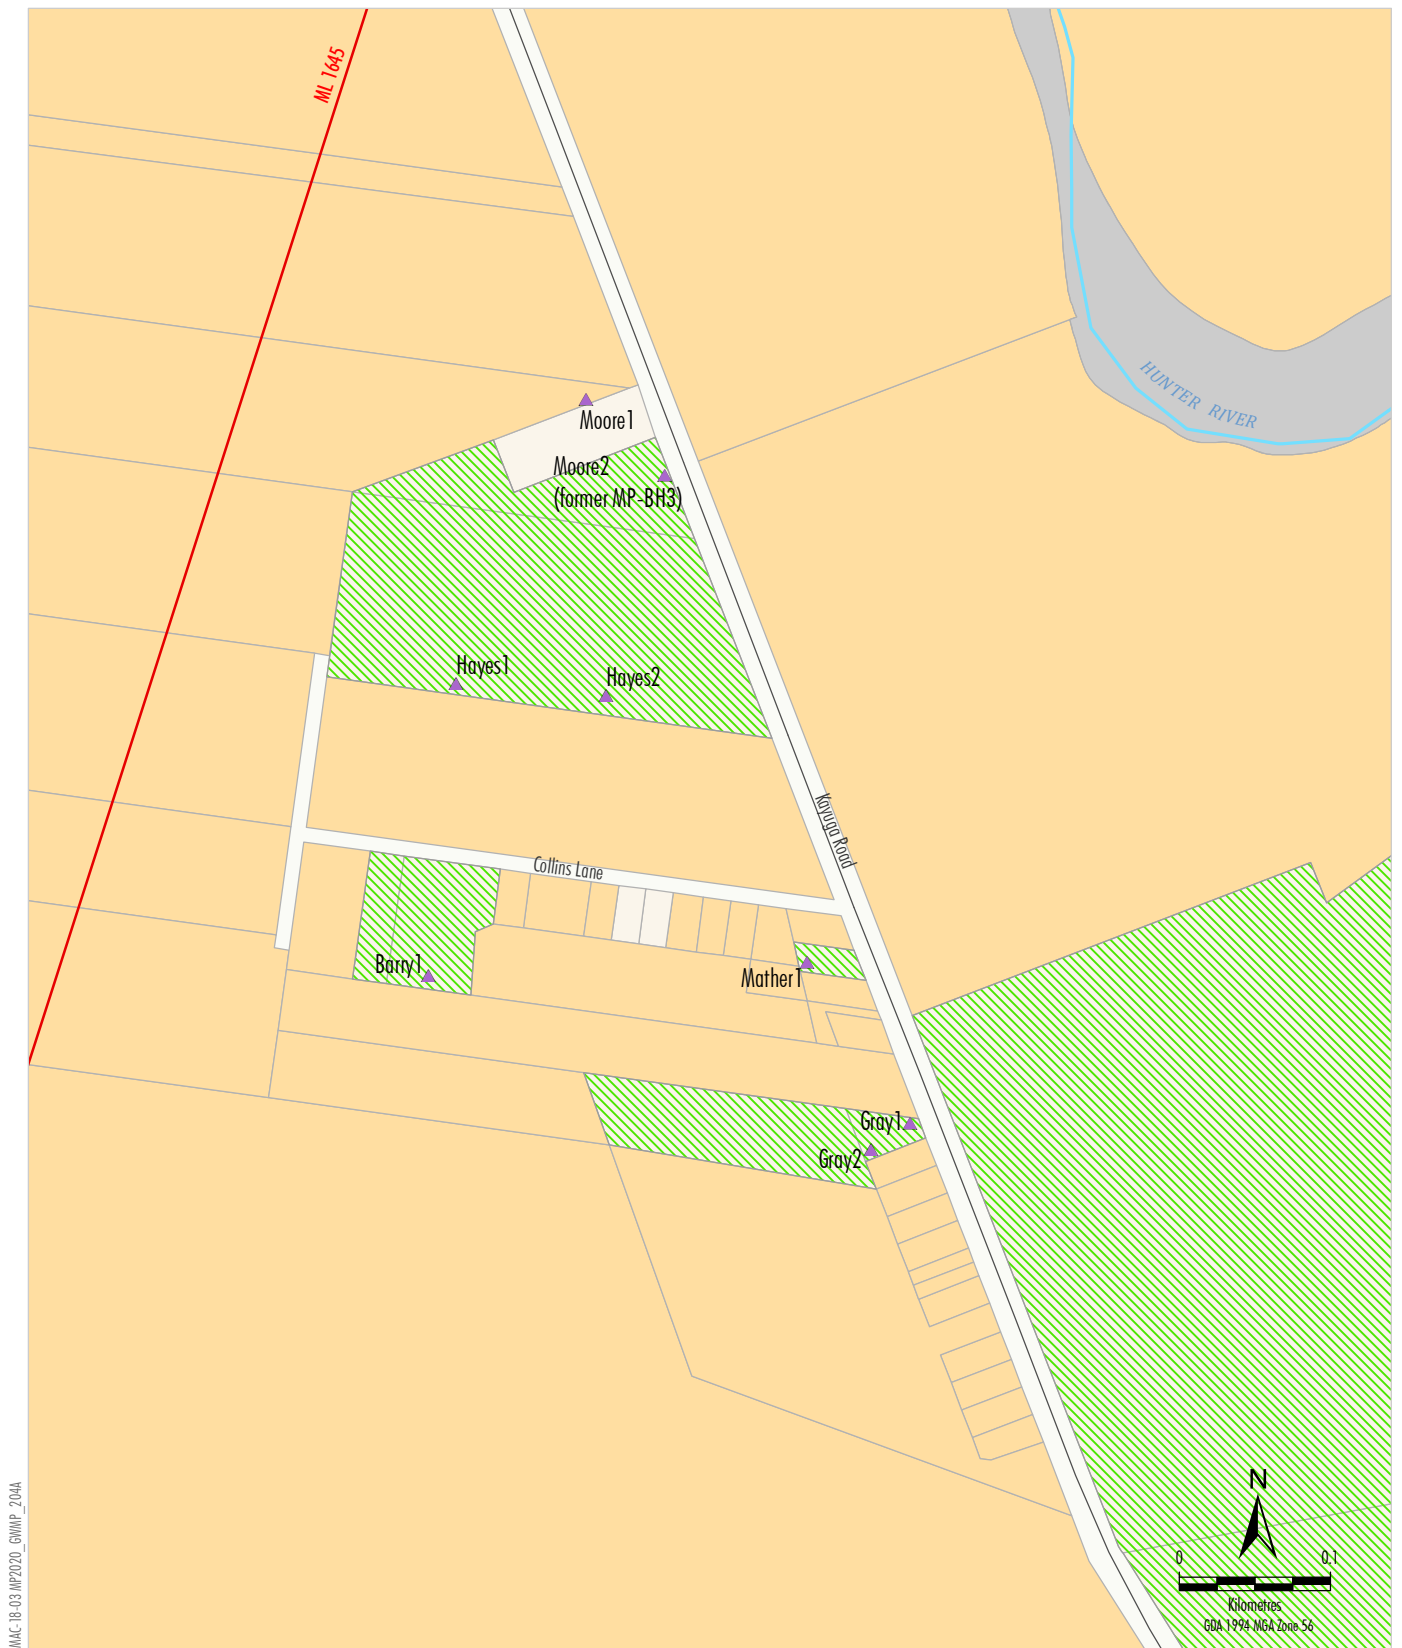 ML 1645
HUNTER RIVER
Moore1
Moore2
(former MP-BH3)
Hayes1
Hayes2
Kayuga Road
Collins Lane
Barry1
Mather1
Gray1
Gray2
N
0 0.1
Kilometres
GDA 1994 MGA Zone 56
MAC-18-03 MP2020_GWMP_204A